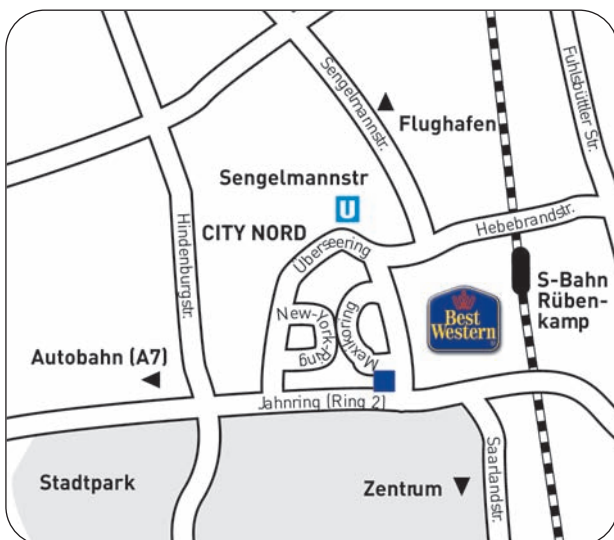 Sengelmannstr.
Fuhlsbüttler Str.
Flughafen
Sengelmannstr
U
CITY NORD
Hebebrandstr.
Hindenburgstr.
Überseering
S-Bahn
Rüben-
kamp
New-York-Ring
Mexikoring
Best
Western
Autobahn (A7)
Jahnring (Ring 2)
Stadtpark
Zentrum
Saarlandstr.